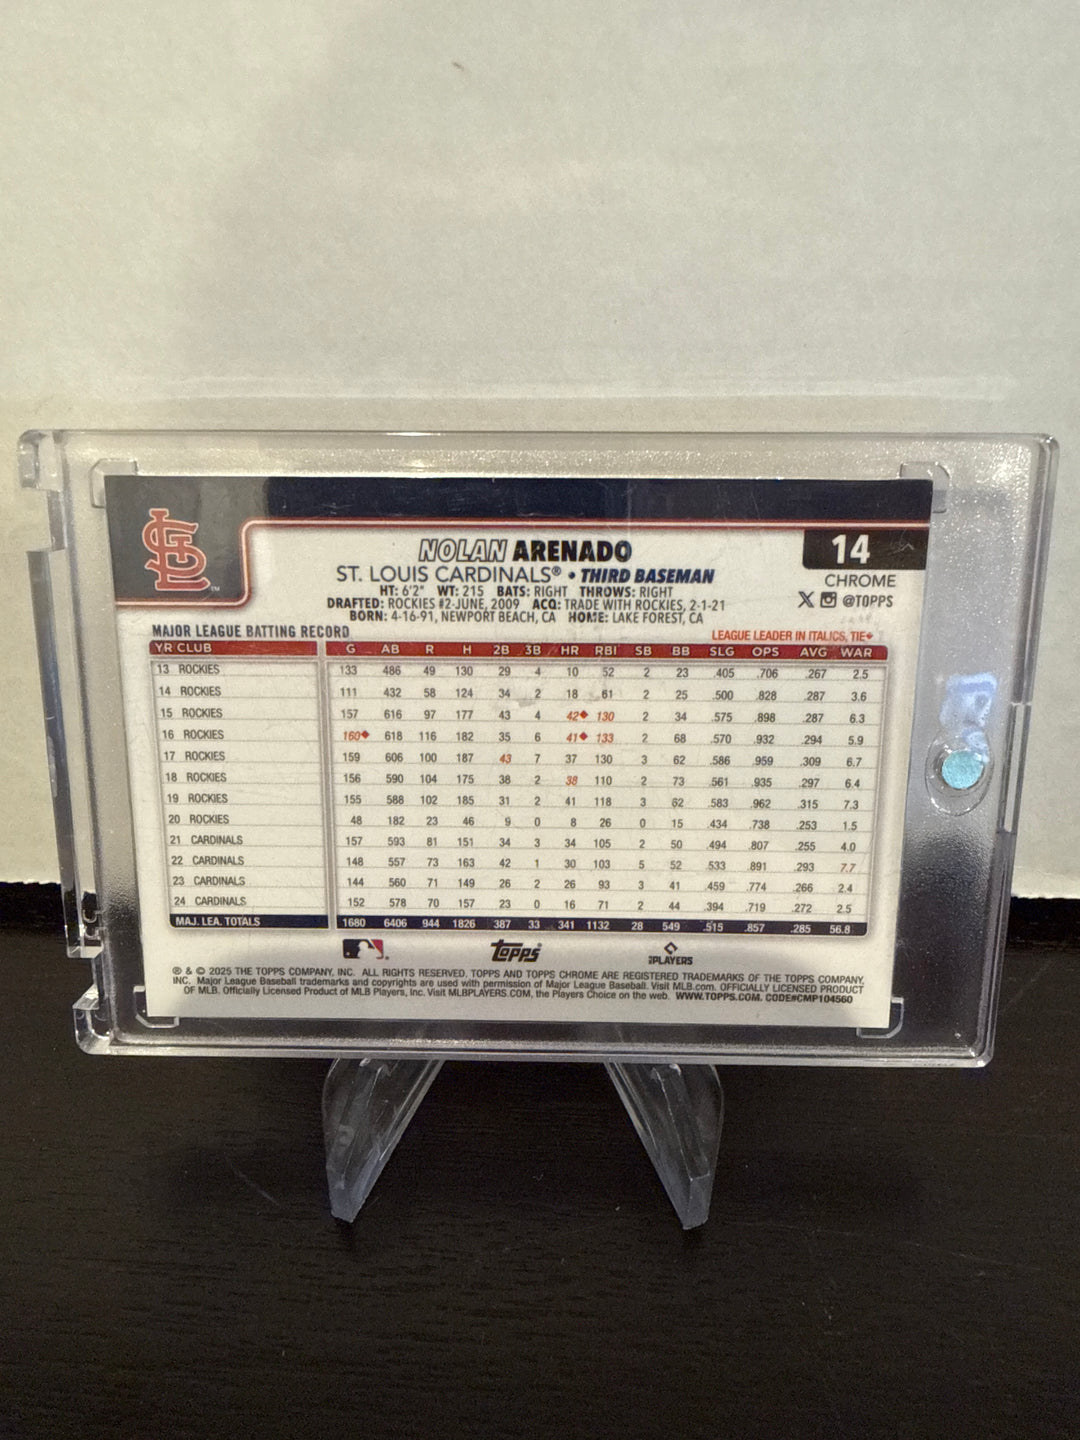 STL ™
NOLAN ARENADO
14
ST. LOUIS CARDINALS® • THIRD BASEMAN
CHROME
HT: 6'2" WT: 215 BATS: RIGHT THROWS: RIGHT
DRAFTED: ROCKIES #2-JUNE, 2009 ACQ: TRADE WITH ROCKIES, 2-1-21
@TOPPS
BORN: 4-16-91, NEWPORT BEACH, CA HOME: LAKE FOREST, CA
MAJOR LEAGUE BATTING RECORD
LEAGUE LEADER IN ITALICS, TIE◆
YR CLUB G AB R H 2B 3B HR RBI SB BB SLG OPS AVG WAR
13 ROCKIES 133 486 49 130 29 4 10 52 2 23 .405 .706 .267 2.5
14 ROCKIES 111 432 58 124 34 2 18 61 2 25 .500 .828 .287 3.6
15 ROCKIES 157 616 97 177 43 4 42◆ 130 2 34 .575 .898 .287 6.3
16 ROCKIES 160◆ 618 116 182 35 6 41◆ 133 2 68 .570 .932 .294 5.9
17 ROCKIES 159 606 100 187 43 7 37 130 3 62 .586 .959 .309 6.7
18 ROCKIES 156 590 104 175 38 2 38 110 2 73 .561 .935 .297 6.4
19 ROCKIES 155 588 102 185 31 2 41 118 3 62 .583 .962 .315 7.3
20 ROCKIES 48 182 23 46 9 0 8 26 0 15 .434 .738 .253 1.5
21 CARDINALS 157 593 81 151 34 3 34 105 2 50 .494 .807 .255 4.0
22 CARDINALS 148 557 73 163 42 1 30 103 5 52 .533 .891 .293 7.7
23 CARDINALS 144 560 71 149 26 2 26 93 3 41 .459 .774 .266 2.4
24 CARDINALS 152 578 70 157 23 0 16 71 2 44 .394 .719 .272 2.5
MAJ. LEA. TOTALS 1680 6406 944 1826 387 33 341 1132 28 549 .515 .857 .285 56.8
topps
PLAYERS
® & © 2025 THE TOPPS COMPANY, INC. ALL RIGHTS RESERVED. TOPPS AND TOPPS CHROME ARE REGISTERED TRADEMARKS OF THE TOPPS COMPANY,
INC. Major League Baseball trademarks and copyrights are used with permission of Major League Baseball. Visit MLB.com. OFFICIALLY LICENSED PRODUCT
OF MLB. Officially Licensed Product of MLB Players, Inc. Visit MLBPLAYERS.COM, the Players Choice on the web. WWW.TOPPS.COM. CODE#CMP104560